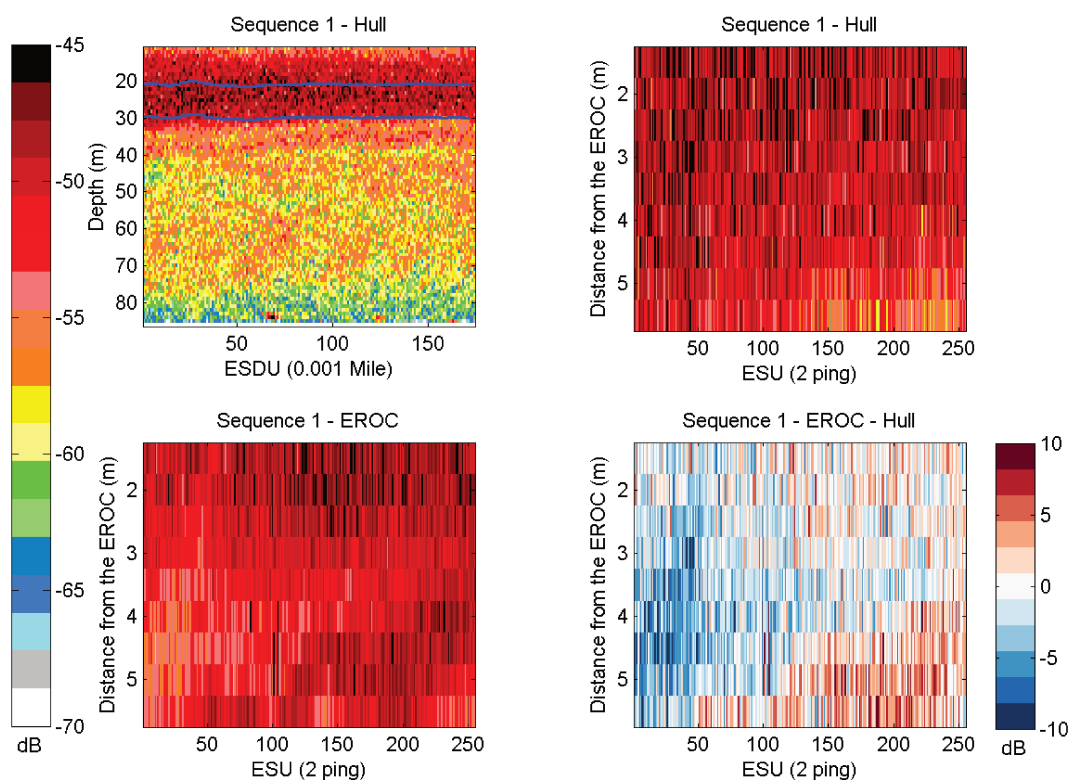 Sequence 1 - Hull
-45
-50
-55
-60
-65
-70
dB
Depth (m)
20
30
40
50
60
70
80
50 100 150
ESDU (0.001 Mile)
Sequence 1 - Hull
Distance from the EROC (m)
2
3
4
5
50 100 150 200 250
ESU (2 ping)
Sequence 1 - EROC
Distance from the EROC (m)
2
3
4
5
50 100 150 200 250
ESU (2 ping)
Sequence 1 - EROC - Hull
Distance from the EROC (m)
2
3
4
5
50 100 150 200 250
ESU (2 ping)
10
5
0
-5
-10
dB